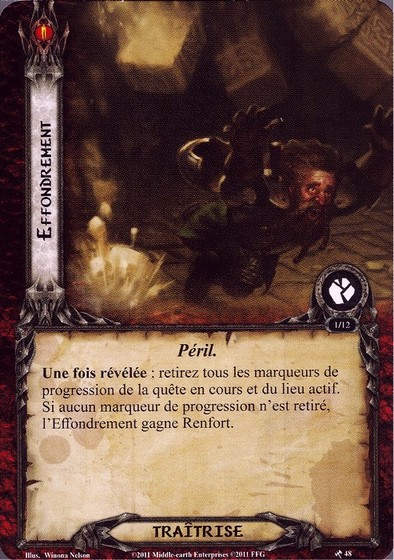 EFFONDREMENT
1/12
Péril.
Une fois révélée : retirez tous les marqueurs de
progression de la quête en cours et du lieu actif.
Si aucun marqueur de progression n'est retiré,
l'Effondrement gagne Renfort.
TRAÎTRISE
Illus. Winona Nelson ©2011 Middle-earth Enterprises ©2011 FFG 48